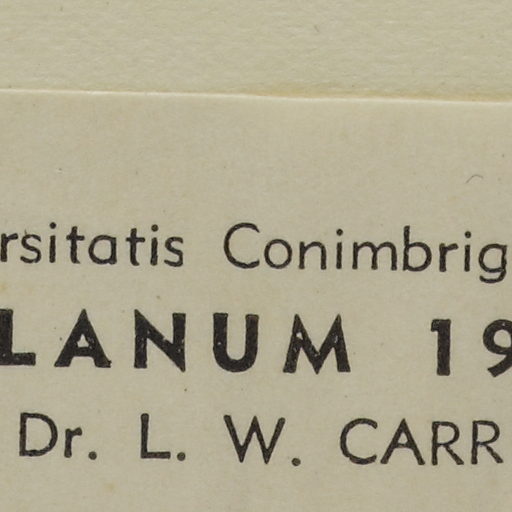 rsitatis Conimbrig
LANUM 19
Dr. L. W. CARR